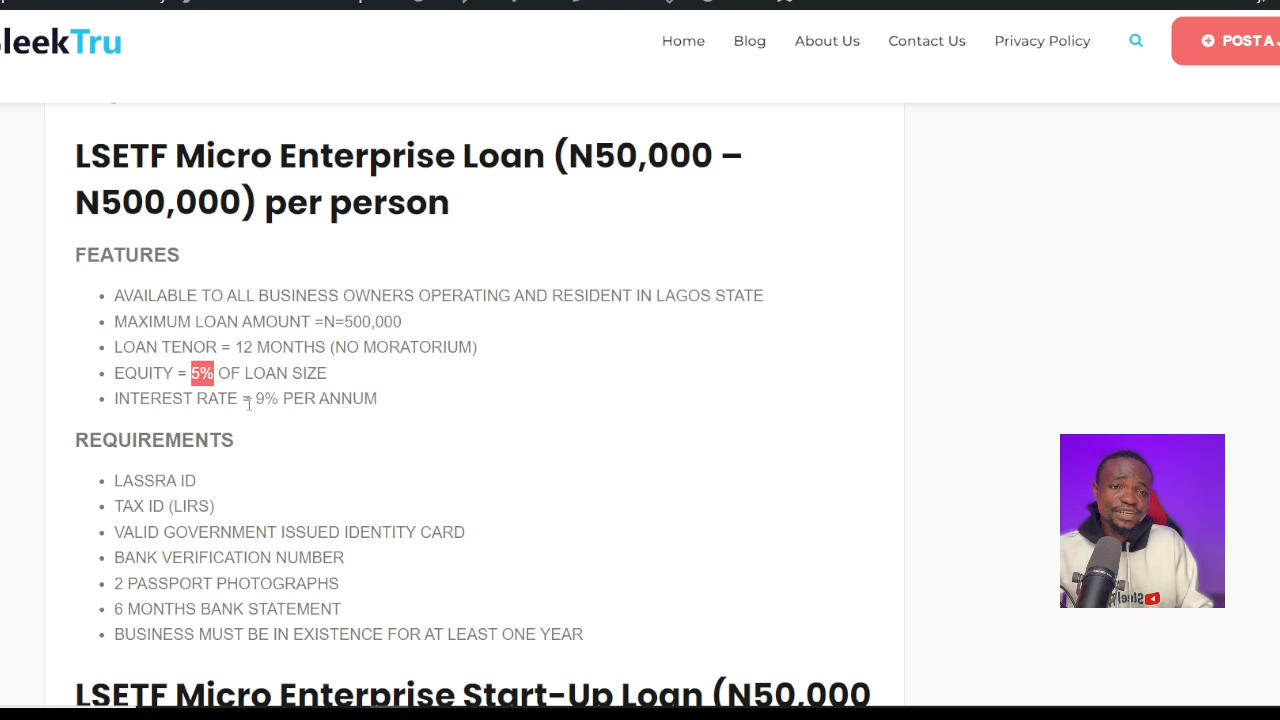 leekTru
Home Blog About Us Contact Us Privacy Policy POST A
LSETF Micro Enterprise Loan (N50,000 –
N500,000) per person
FEATURES
• AVAILABLE TO ALL BUSINESS OWNERS OPERATING AND RESIDENT IN LAGOS STATE
• MAXIMUM LOAN AMOUNT =N=500,000
• LOAN TENOR = 12 MONTHS (NO MORATORIUM)
• EQUITY = 5% OF LOAN SIZE
• INTEREST RATE = 9% PER ANNUM
REQUIREMENTS
• LASSRA ID
• TAX ID (LIRS)
• VALID GOVERNMENT ISSUED IDENTITY CARD
• BANK VERIFICATION NUMBER
• 2 PASSPORT PHOTOGRAPHS
• 6 MONTHS BANK STATEMENT
• BUSINESS MUST BE IN EXISTENCE FOR AT LEAST ONE YEAR
LSETF Micro Enterprise Start-Up Loan (N50,000